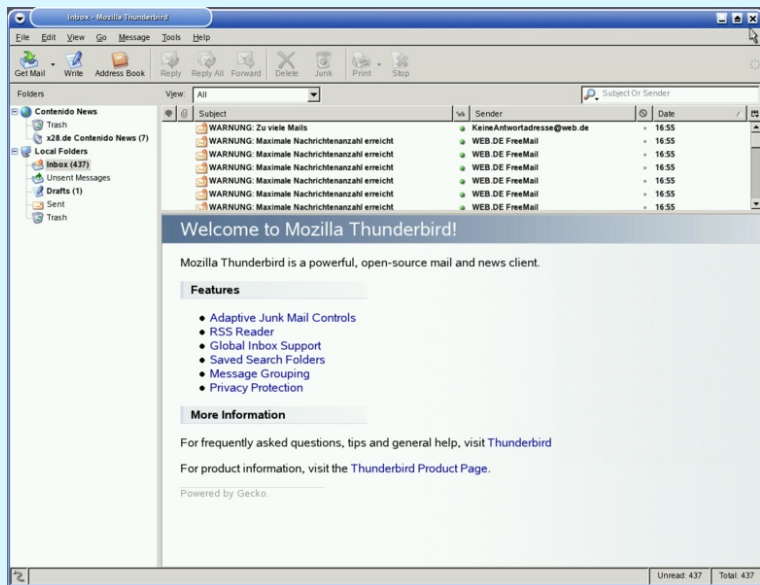 Inbox - Mozilla Thunderbird
File Edit View Go Message Tools Help
Get Mail Write Address Book Reply Reply All Forward Delete Junk Print Stop
Folders View: All Subject Or Sender
Subject Sender Date
Contenido News
Trash
x28.de Contenido News (7)
Local Folders
Inbox (437)
Unsent Messages
Drafts (1)
Sent
Trash
WARNUNG: Zu viele Mails KeineAntwortadresse@web.de 16:55
WARNUNG: Maximale Nachrichtenanzahl erreicht WEB.DE FreeMail 16:55
WARNUNG: Maximale Nachrichtenanzahl erreicht WEB.DE FreeMail 16:55
WARNUNG: Maximale Nachrichtenanzahl erreicht WEB.DE FreeMail 16:55
WARNUNG: Maximale Nachrichtenanzahl erreicht WEB.DE FreeMail 16:55
WARNUNG: Maximale Nachrichtenanzahl erreicht WEB.DE FreeMail 16:55
WARNUNG: Maximale Nachrichtenanzahl erreicht WEB.DE FreeMail 16:55
Welcome to Mozilla Thunderbird!
Mozilla Thunderbird is a powerful, open-source mail and news client.
Features
Adaptive Junk Mail Controls
RSS Reader
Global Inbox Support
Saved Search Folders
Message Grouping
Privacy Protection
More Information
For frequently asked questions, tips and general help, visit Thunderbird
For product information, visit the Thunderbird Product Page.
Powered by Gecko.
Unread: 437 Total: 437